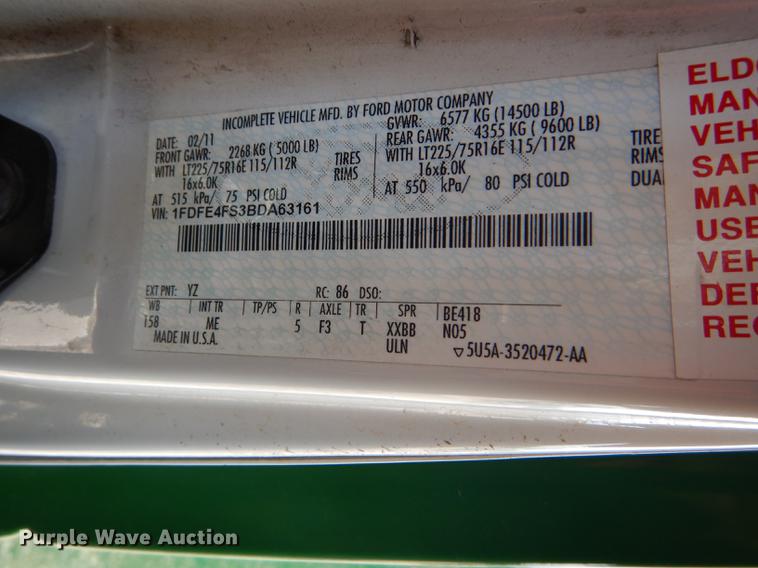 INCOMPLETE VEHICLE MFD. BY FORD MOTOR COMPANY
DATE: 02/11 GVWR: 6577 KG (14500 LB)
FRONT GAWR: 2268 KG ( 5000 LB) REAR GAWR: 4355 KG ( 9600 LB)
WITH LT225/75R16E 115/112R TIRES WITH LT225/75R16E 115/112R TIRE
16x6.0K RIMS 16x6.0K RIMS
AT 515 kPa/ 75 PSI COLD AT 550 kPa/ 80 PSI COLD DUA
VIN: 1FDFE4FS3BDA63161
EXT PNT: YZ RC: 86 DSO:
WB INT TR TP/PS R AXLE TR SPR BE418
158 ME 5 F3 T XXBB N05
MADE IN U.S.A. ULN ▽5U5A-3520472-AA
ELDO
MAN
VEH
SAF
MAN
USE
VEH
DEF
REC
Purple Wave Auction